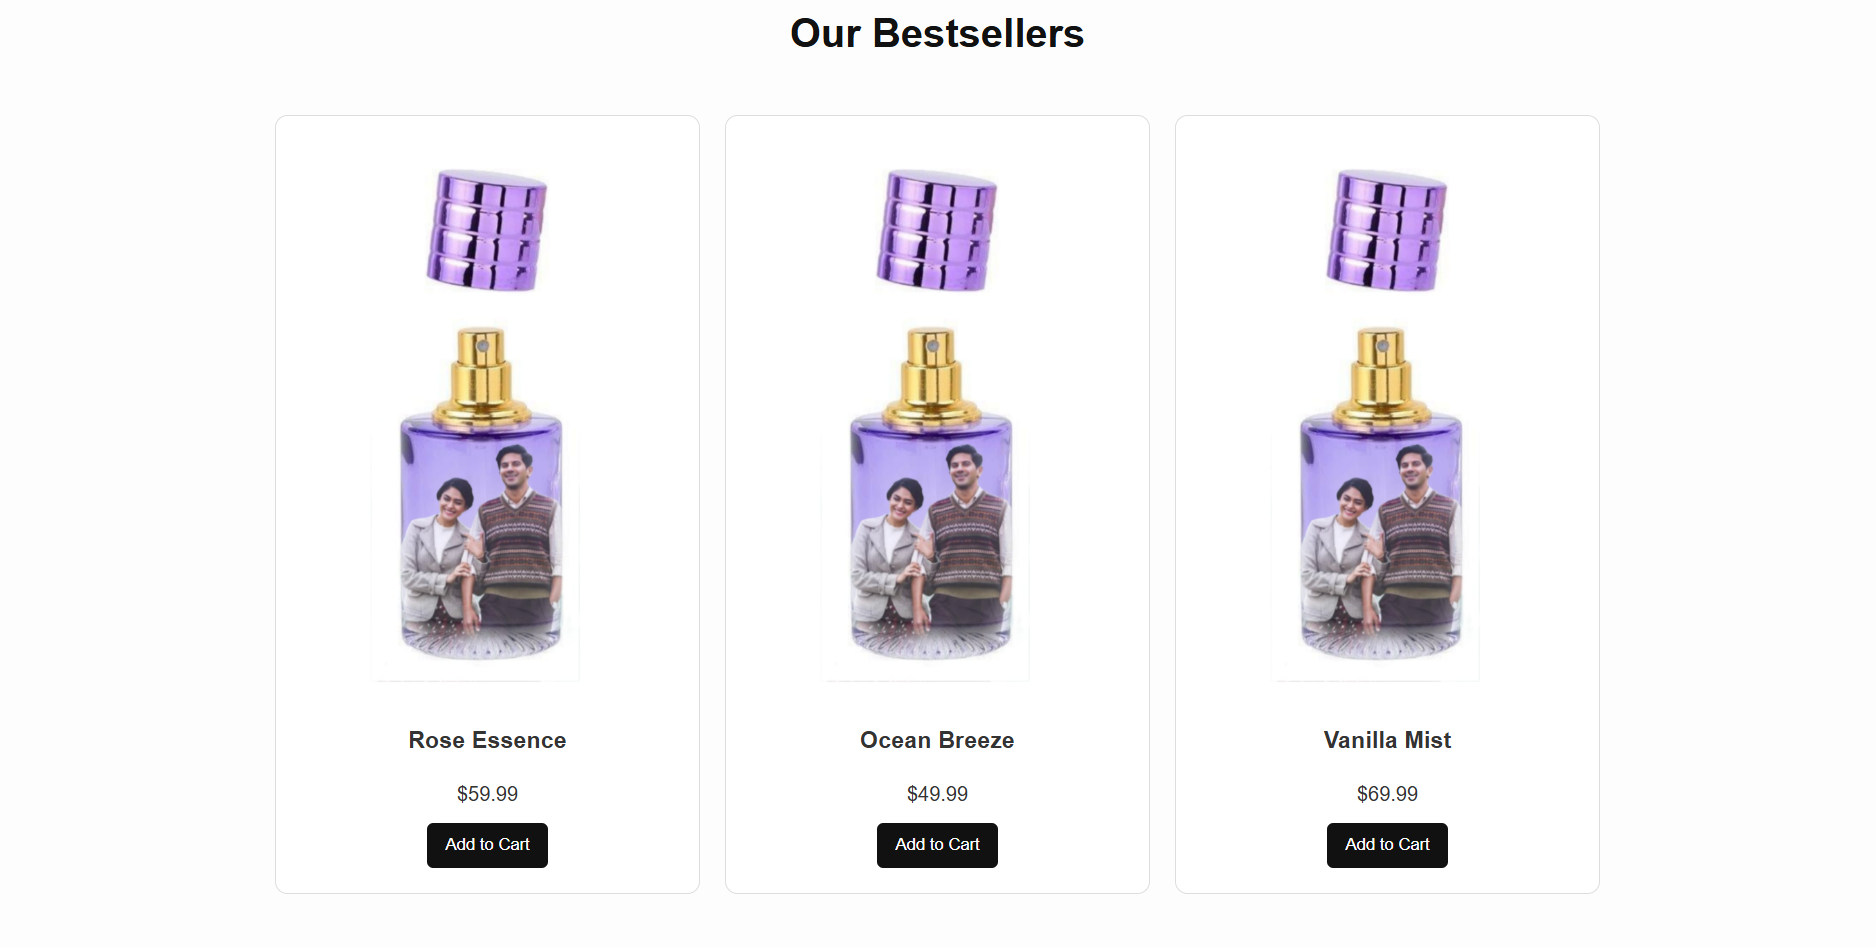 Our Bestsellers
Rose Essence
$59.99
Add to Cart
Ocean Breeze
$49.99
Add to Cart
Vanilla Mist
$69.99
Add to Cart